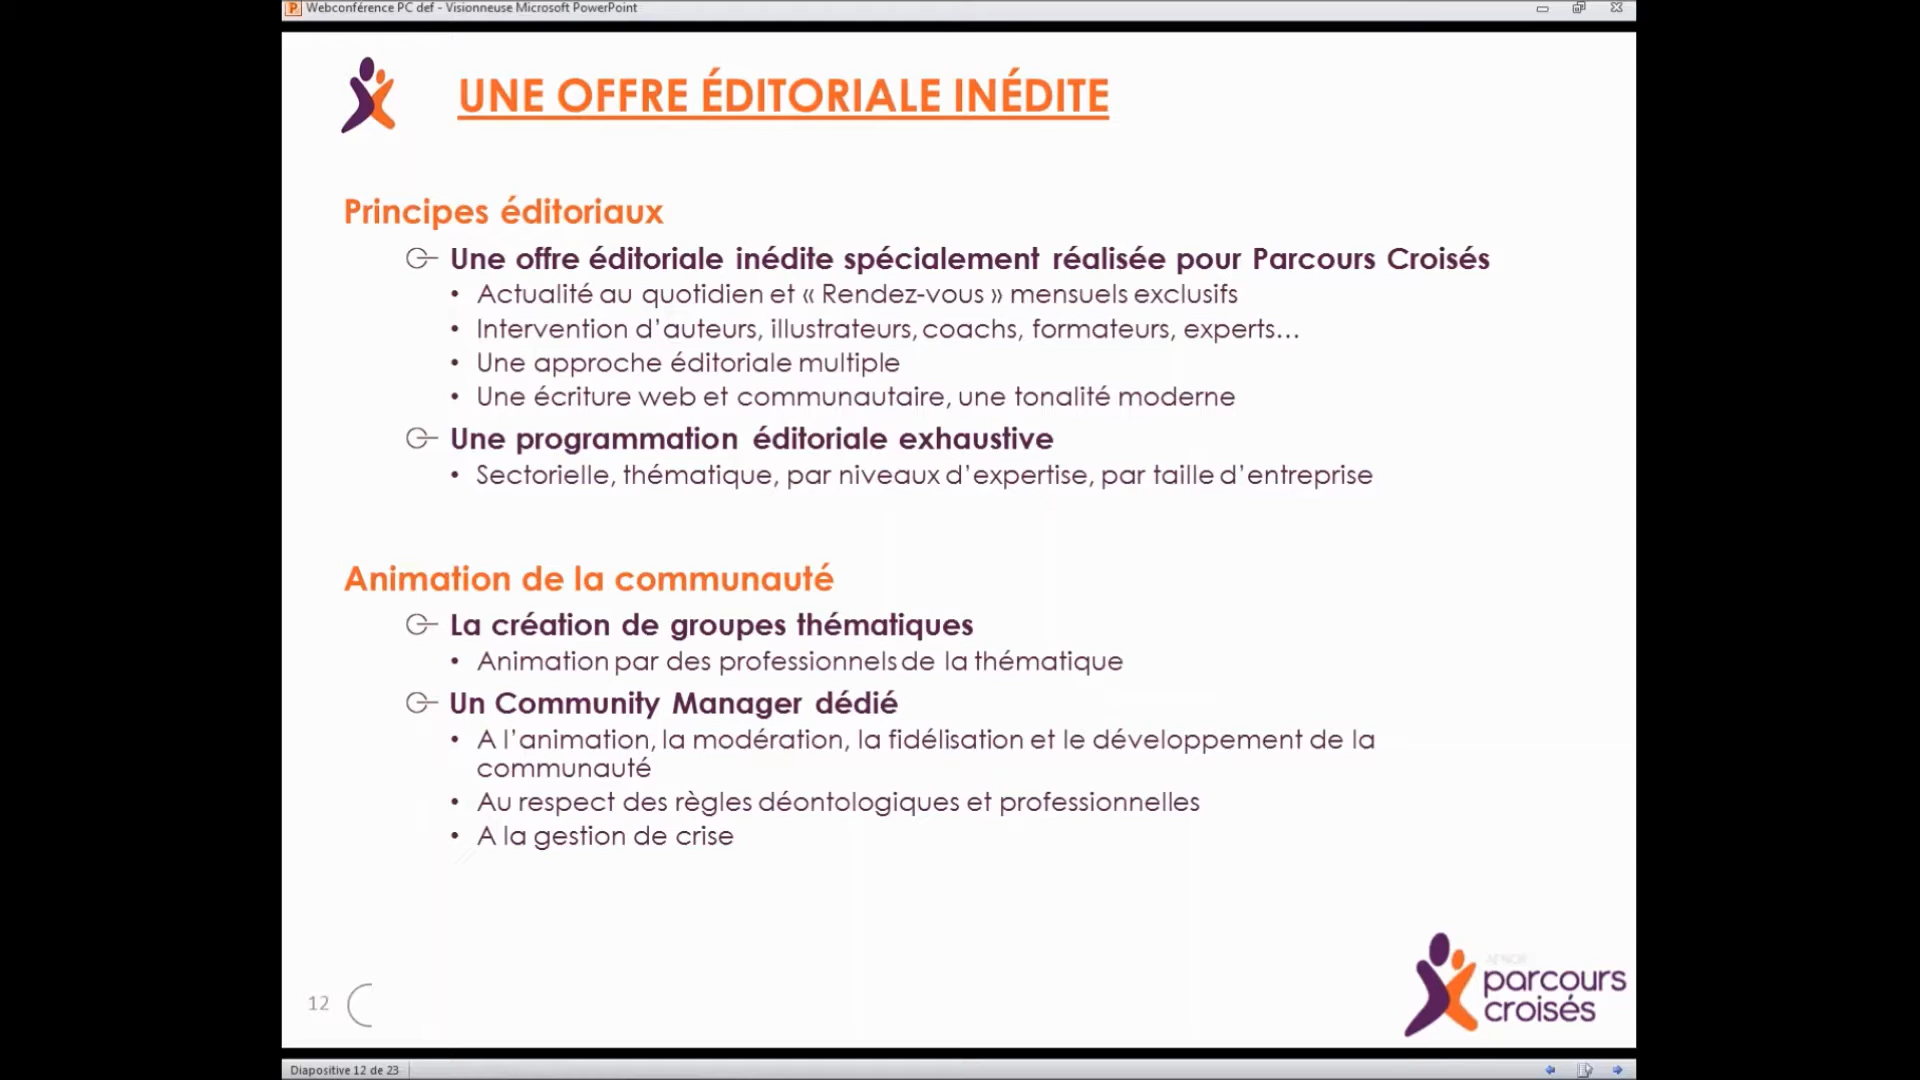 Webconférence PC def - Visionneuse Microsoft PowerPoint
UNE OFFRE ÉDITORIALE INÉDITE
Principes éditoriaux
Une offre éditoriale inédite spécialement réalisée pour Parcours Croisés
• Actualité au quotidien et « Rendez-vous » mensuels exclusifs
• Intervention d’auteurs, illustrateurs, coachs, formateurs, experts…
• Une approche éditoriale multiple
• Une écriture web et communautaire, une tonalité moderne
Une programmation éditoriale exhaustive
• Sectorielle, thématique, par niveaux d’expertise, par taille d’entreprise
Animation de la communauté
La création de groupes thématiques
• Animation par des professionnels de la thématique
Un Community Manager dédié
• A l’animation, la modération, la fidélisation et le développement de la
communauté
• Au respect des règles déontologiques et professionnelles
• A la gestion de crise
AFNOR
parcours
croisés
12
Diapositive 12 de 23